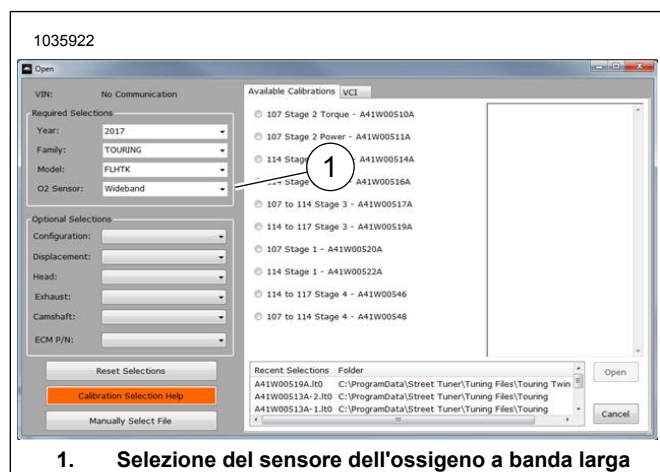 1035922
Open
VIN: No Communication
Required Selections
Year: 2017
Family: TOURING
Model: FLHTK
O2 Sensor: Wideband
Optional Selections
Configuration:
Displacement:
Head:
Exhaust:
Camshaft:
ECM P/N:
Reset Selections
Calibration Selection Help
Manually Select File
Available Calibrations VCI
107 Stage 2 Torque - A41W00510A
107 Stage 2 Power - A41W00511A
114 Stage A41W00514A
114 Stage A41W00516A
107 to 114 Stage 3 - A41W00517A
114 to 117 Stage 3 - A41W00519A
107 Stage 1 - A41W00520A
114 Stage 1 - A41W00522A
114 to 117 Stage 4 - A41W00546
107 to 114 Stage 4 - A41W00548
1
Recent Selections Folder
A41W00519A.lt0 C:\ProgramData\Street Tuner\Tuning Files\Touring Twin
A41W00513A-2.lt0 C:\ProgramData\Street Tuner\Tuning Files\Touring
A41W00513A-1.lt0 C:\ProgramData\Street Tuner\Tuning Files\Touring
Open
Cancel
1. Selezione del sensore dell'ossigeno a banda larga